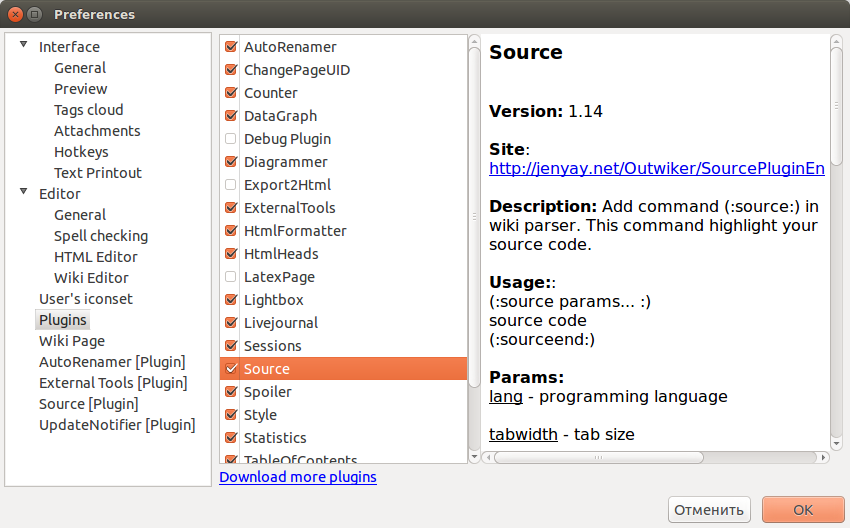 Preferences
Interface
General
Preview
Tags cloud
Attachments
Hotkeys
Text Printout
Editor
General
Spell checking
HTML Editor
Wiki Editor
User's iconset
Plugins
Wiki Page
AutoRenamer [Plugin]
External Tools [Plugin]
Source [Plugin]
UpdateNotifier [Plugin]
AutoRenamer
ChangePageUID
Counter
DataGraph
Debug Plugin
Diagrammer
Export2Html
ExternalTools
HtmlFormatter
HtmlHeads
LatexPage
Lightbox
Livejournal
Sessions
Source
Spoiler
Style
Statistics
TableOfContents
Download more plugins
Source
Version: 1.14
Site:
http://jenyay.net/Outwiker/SourcePluginEn
Description: Add command (:source:) in
wiki parser. This command highlight your
source code.
Usage::
(:source params... :)
source code
(:sourceend:)
Params:
lang - programming language
tabwidth - tab size
Отменить
OK